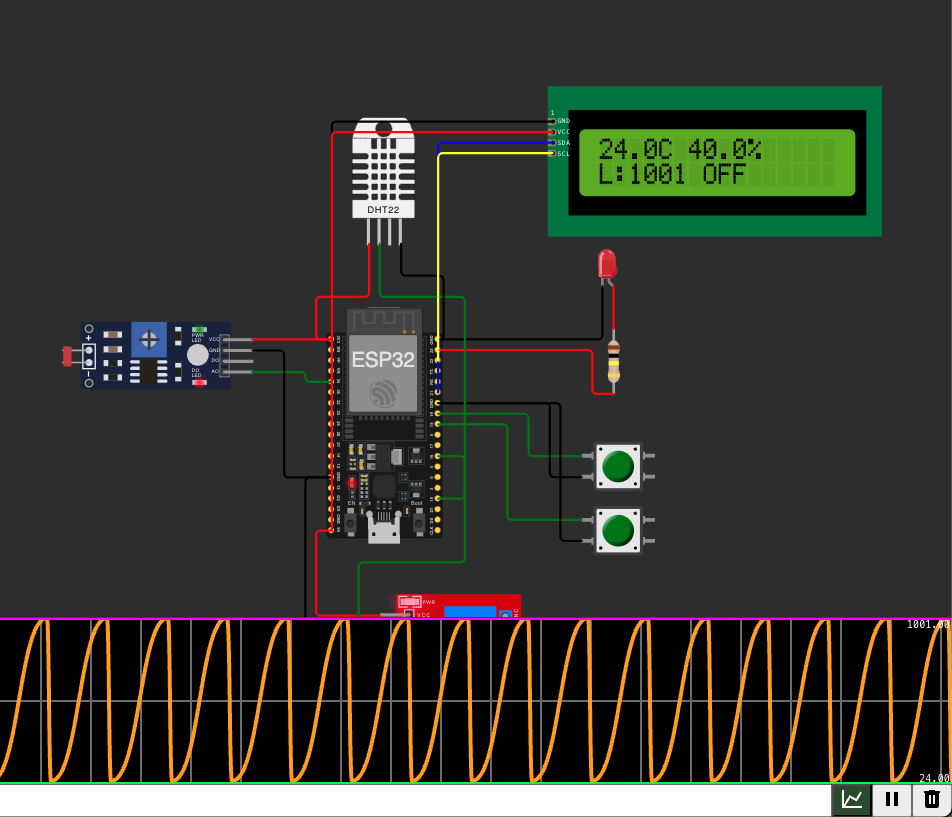 1
GND
VCC
SDA
SCL
24.0C 40.0%
L:1001 OFF
DHT22
PWR
LED
DO
LED
VCC
GND
DO
AO
ESP32
EN
Boot
PWR
VCC
NC
1001.00
24.00